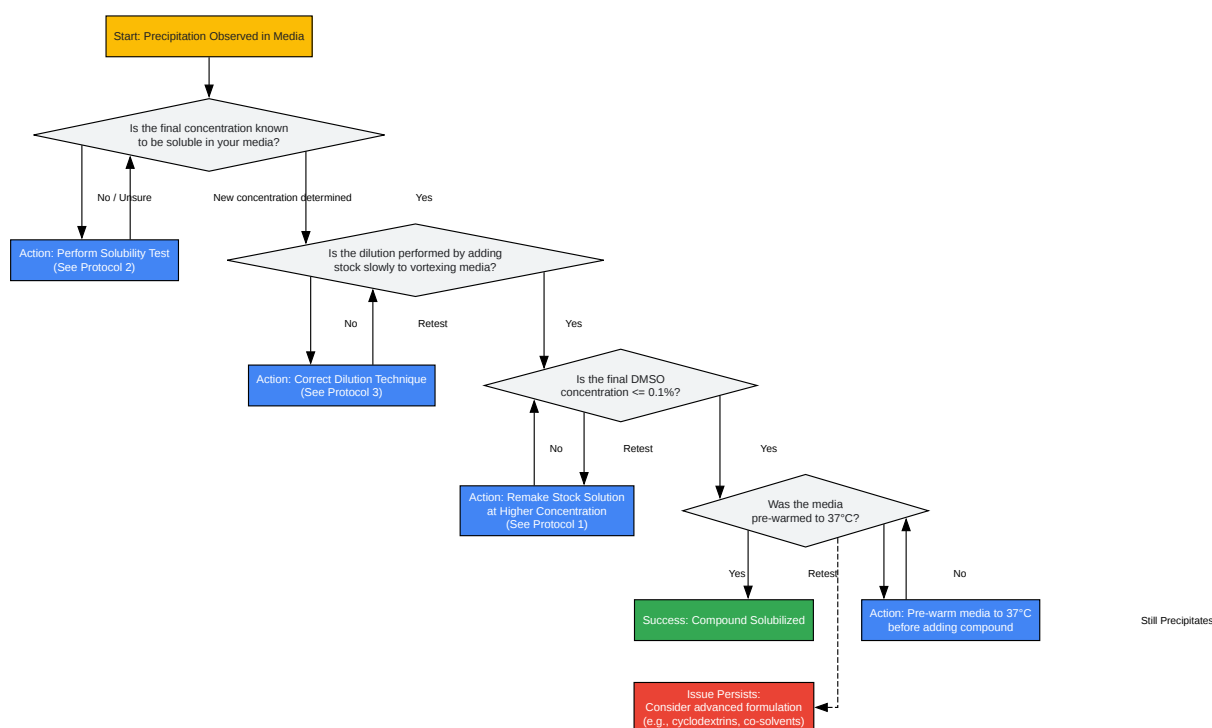 Start: Precipitation Observed in Media
Is the final concentration known
to be soluble in your media?
No / Unsure
New concentration determined
Yes
Action: Perform Solubility Test
(See Protocol 2)
Is the dilution performed by adding
stock slowly to vortexing media?
No
Retest
Yes
Action: Correct Dilution Technique
(See Protocol 3)
Is the final DMSO
concentration <= 0.1%?
No
Retest
Yes
Action: Remake Stock Solution
at Higher Concentration
(See Protocol 1)
Was the media
pre-warmed to 37°C?
Yes
Retest
No
Success: Compound Solubilized
Action: Pre-warm media to 37°C
before adding compound
Still Precipitates
Issue Persists:
Consider advanced formulation
(e.g., cyclodextrins, co-solvents)